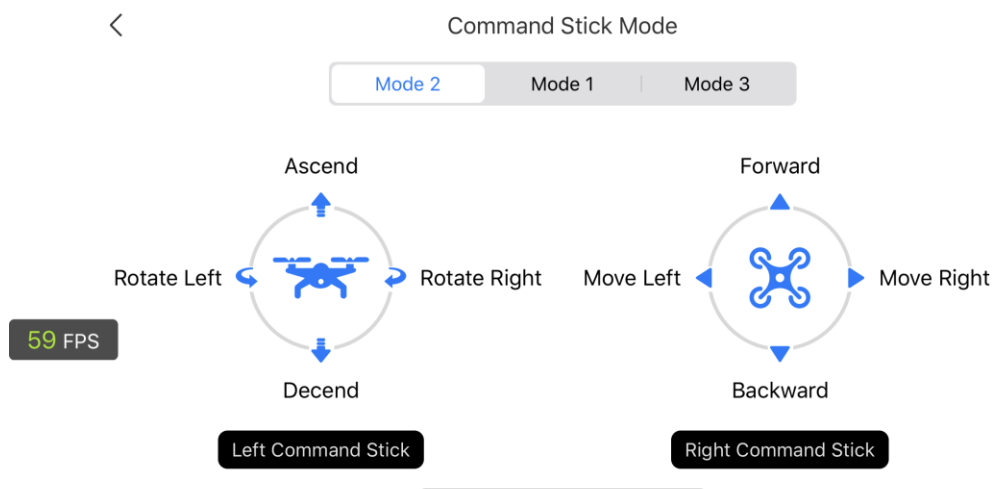 Command Stick Mode
Mode 2 Mode 1 Mode 3
Ascend Forward
Rotate Left Rotate Right Move Left Move Right
59 FPS
Decend Backward
Left Command Stick Right Command Stick